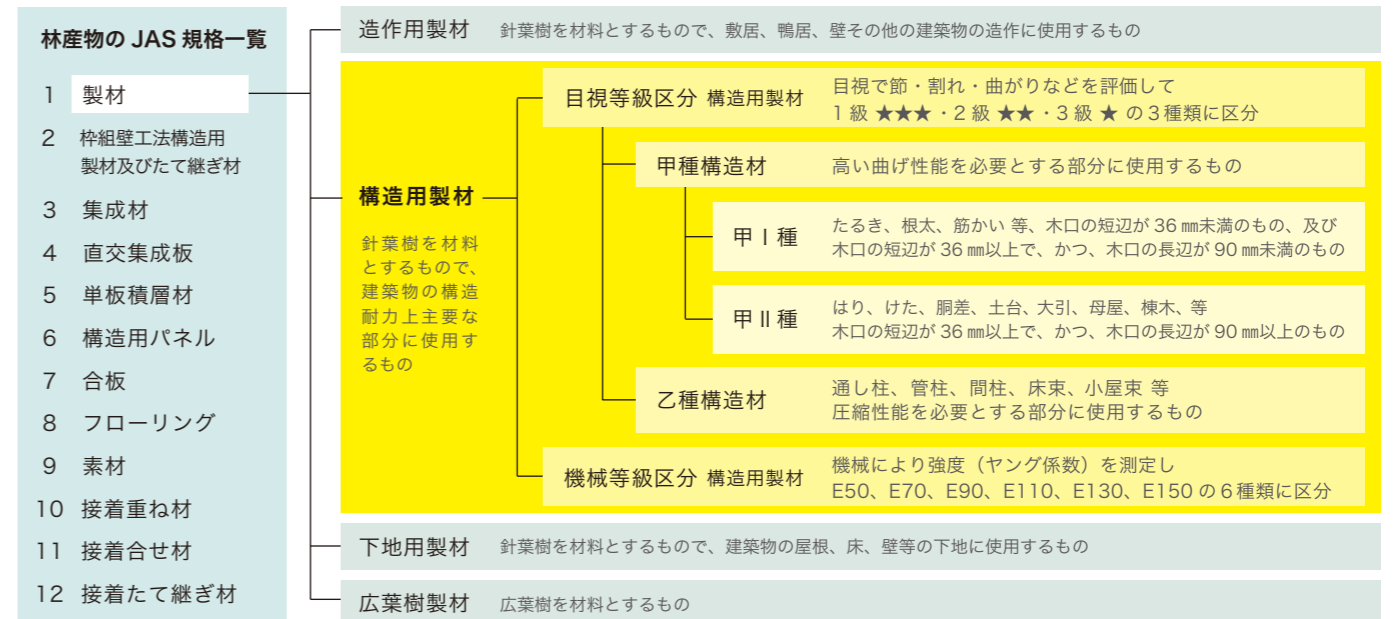 林産物の JAS 規格一覧
1 製材
2 枠組壁工法構造用
製材及びたて継ぎ材
3 集成材
4 直交集成板
5 単板積層材
6 構造用パネル
7 合板
8 フローリング
9 素材
10 接着重ね材
11 接着合せ材
12 接着たて継ぎ材
造作用製材 針葉樹を材料とするもので、敷居、鴨居、壁その他の建築物の造作に使用するもの
構造用製材
針葉樹を材料
とするもので、
建築物の構造
耐力上主要な
部分に使用す
るもの
目視等級区分 構造用製材
目視で節・割れ・曲がりなどを評価して
1 級 ★★★ ・2 級 ★★ ・3 級 ★ の３種類に区分
甲種構造材 高い曲げ性能を必要とする部分に使用するもの
甲Ⅰ種
たるき、根太、筋かい 等、木口の短辺が 36 ㎜未満のもの、及び
木口の短辺が 36 ㎜以上で、かつ、木口の長辺が 90 ㎜未満のもの
甲Ⅱ種
はり、けた、胴差、土台、大引、母屋、棟木、等
木口の短辺が 36 ㎜以上で、かつ、木口の長辺が 90 ㎜以上のもの
乙種構造材
通し柱、管柱、間柱、床束、小屋束 等
圧縮性能を必要とする部分に使用するもの
機械等級区分 構造用製材
機械により強度（ヤング係数）を測定し
E50、E70、E90、E110、E130、E150 の６種類に区分
下地用製材 針葉樹を材料とするもので、建築物の屋根、床、壁等の下地に使用するもの
広葉樹製材 広葉樹を材料とするもの